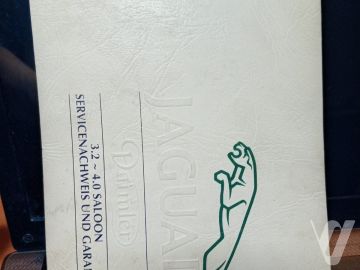 JAGUAR
Daimler
3.2 ~ 4.0 SALOON
SERVICENACHWEIS UND GARA